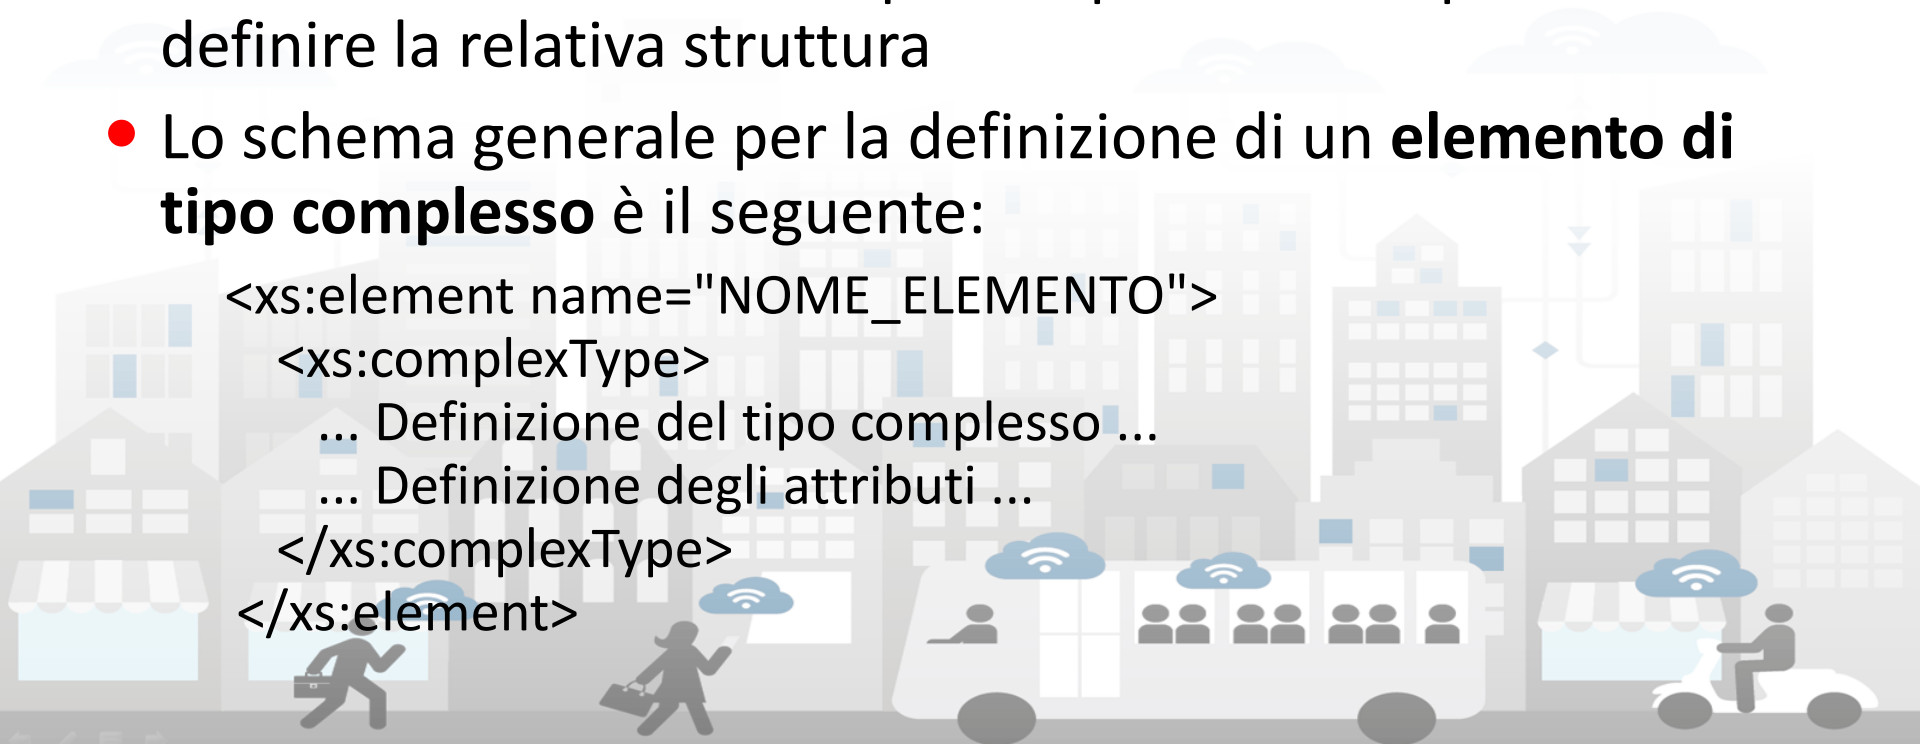 definire la relativa struttura
• Lo schema generale per la definizione di un elemento di
tipo complesso è il seguente:
<xs:element name="NOME_ELEMENTO">
<xs:complexType>
... Definizione del tipo complesso ...
... Definizione degli attributi ...
</xs:complexType>
</xs:element>